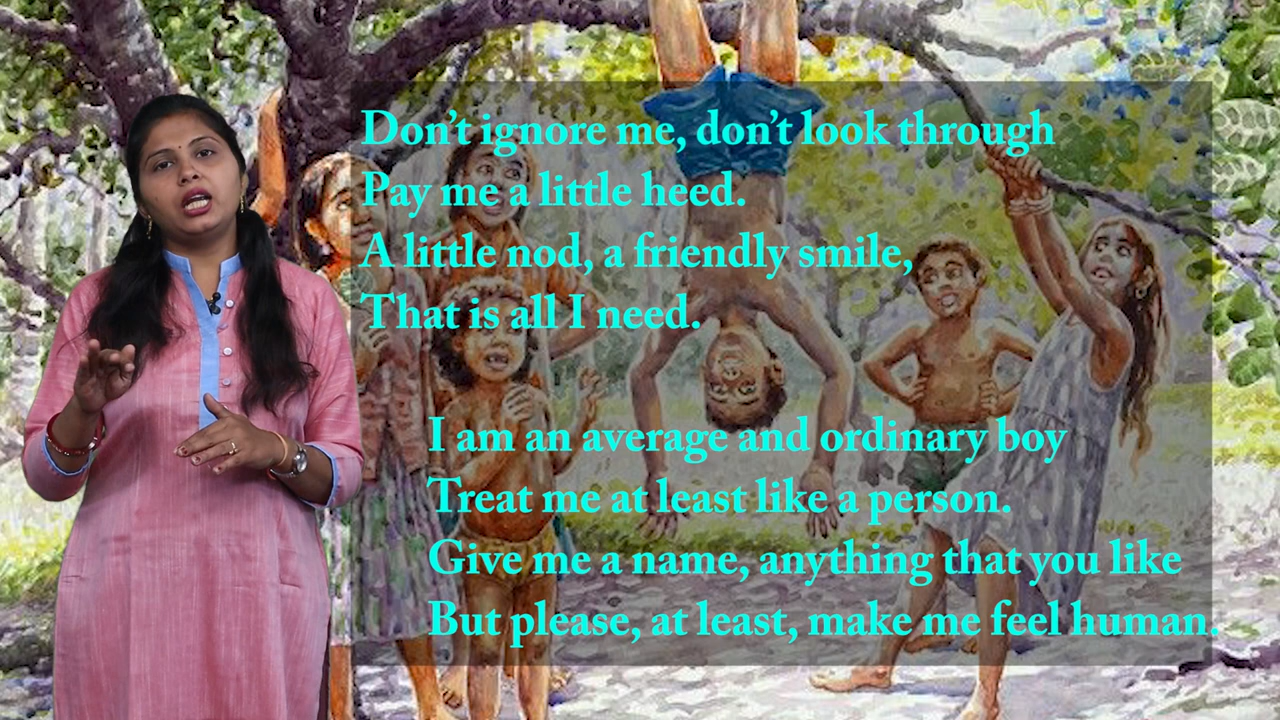 Don't ignore me, don't look through
Pay me a little heed.
A little nod, a friendly smile,
That is all I need.
I am an average and ordinary boy
Treat me at least like a person.
Give me a name, anything that you like
But please, at least, make me feel human.